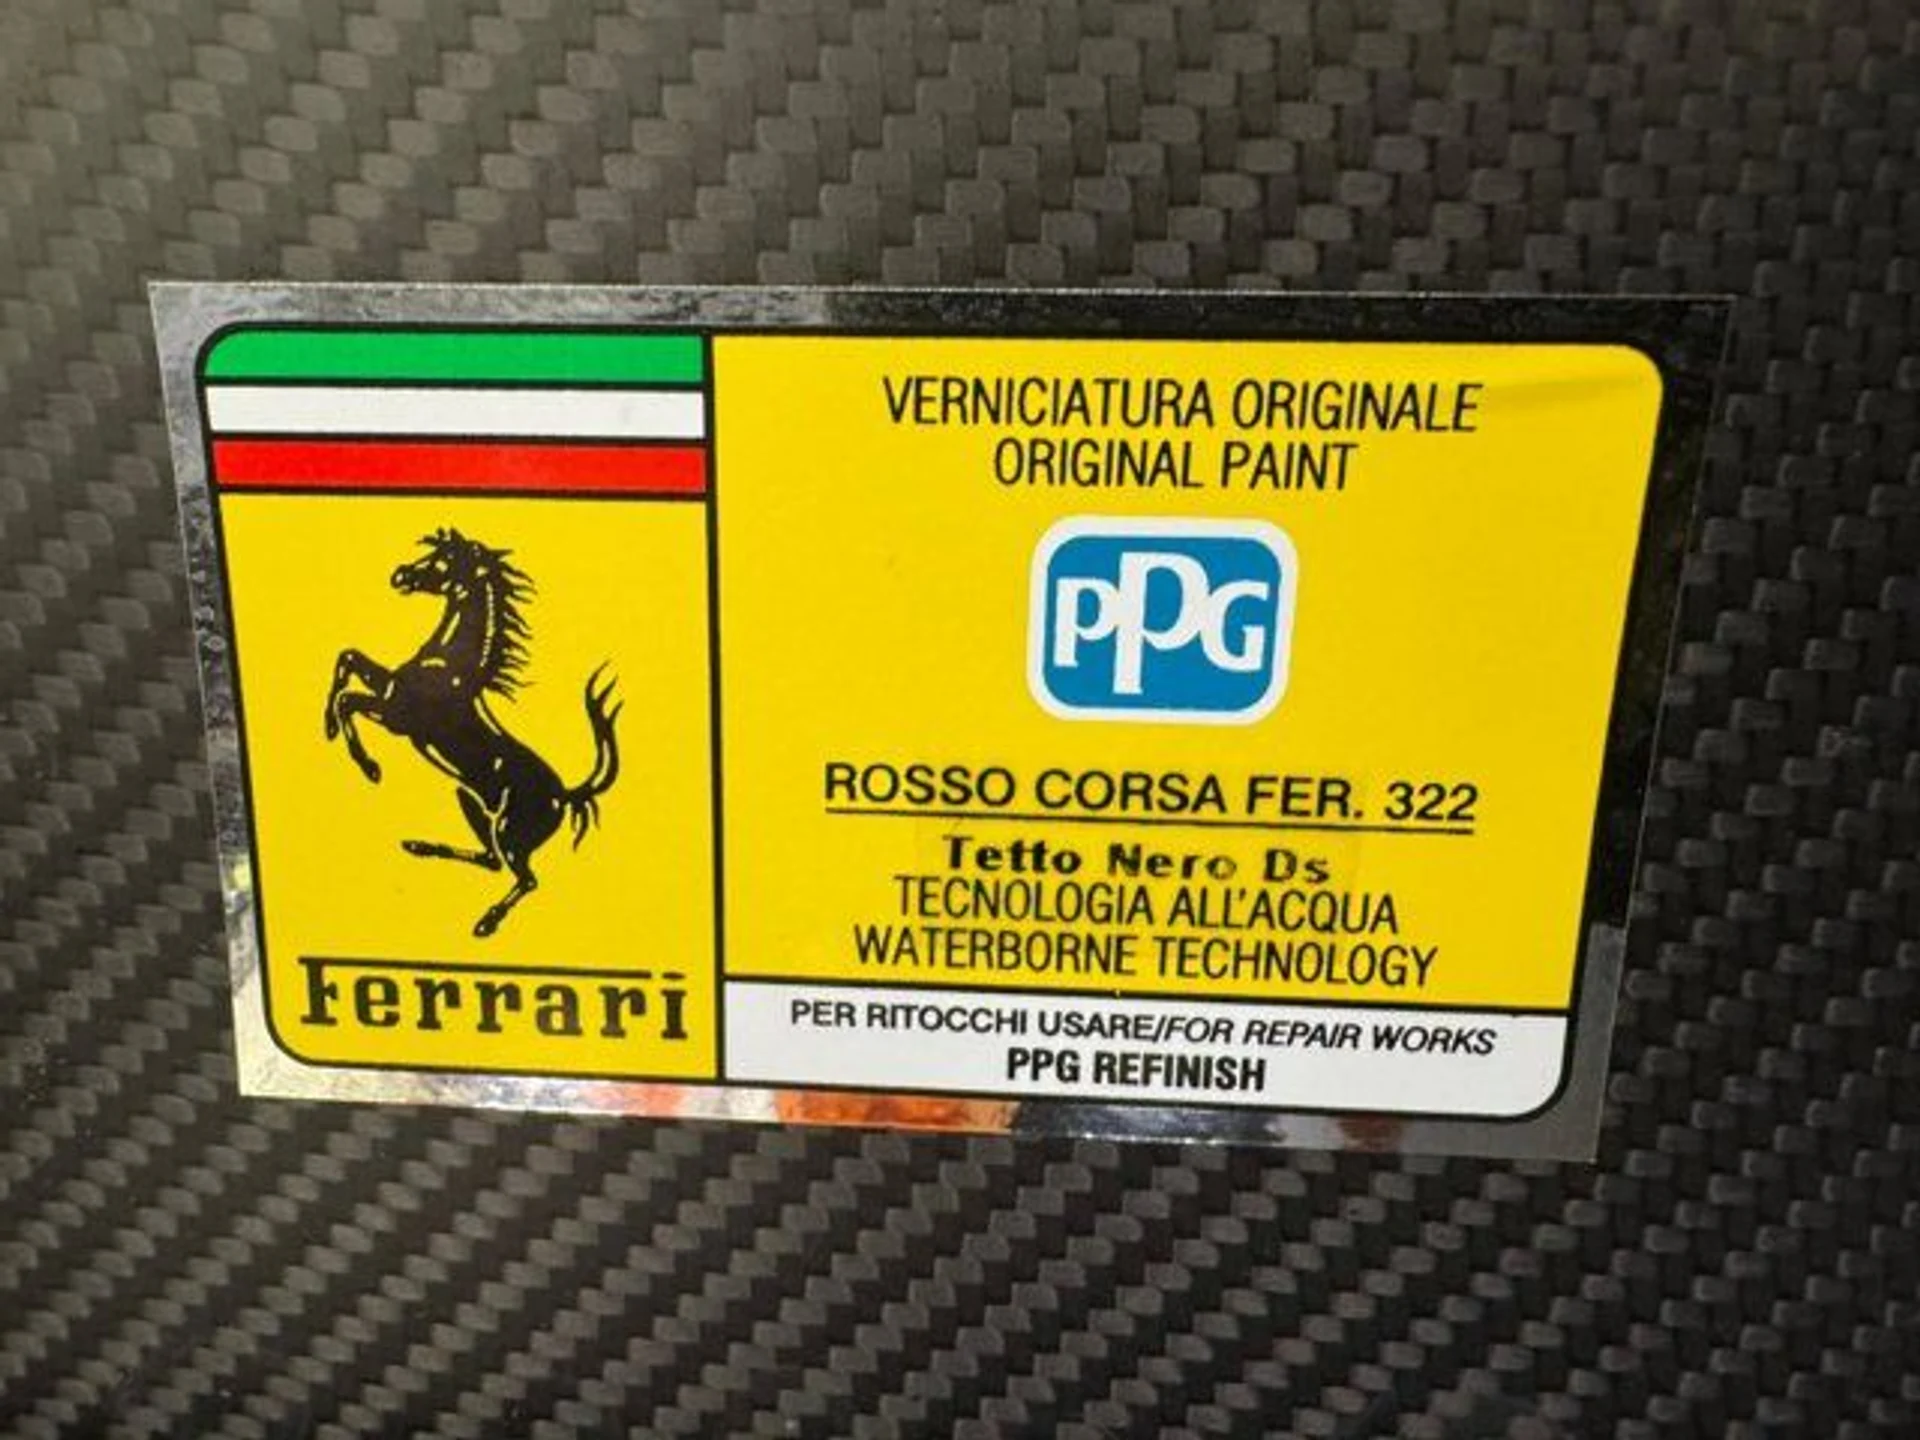 Ferrari
VERNICIATURA ORIGINALE
ORIGINAL PAINT
PPG
ROSSO CORSA FER. 322
Tetto Nero Ds
TECNOLOGIA ALL'ACQUA
WATERBORNE TECHNOLOGY
PER RITOCCHI USARE/FOR REPAIR WORKS
PPG REFINISH